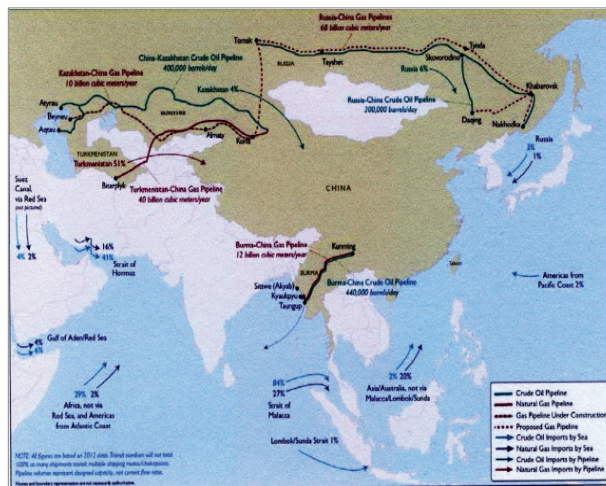 Russia-China Gas Pipelines
68 billion cubic meters/year
Tomsk
RUSSIA
Tayshet
Tynda
Skovorodino
China-Kazakhstan Crude Oil Pipeline
400,000 barrels/day
Kazakhstan-China Gas Pipeline
10 billion cubic meters/year
Kazakhstan 4%
Russia 6%
Khabarovsk
Russia-China Crude Oil Pipeline
300,000 barrels/day
Daqing
Nakhodka
Atyrau
Beyneu
Aqtau
Almaty
Korla
Russia
3%
1%
TURKMENISTAN
Turkmenistan 51%
CHINA
Turkmenistan-China Gas Pipeline
40 billion cubic meters/year
Suez
Canal,
via Red Sea
(not pictured)
4% 2%
16%
41%
Strait of
Hormuz
Burma-China Gas Pipeline
12 billion cubic meters/year
Kunming
BURMA
Sittwe (Akyab)
Kyaukpyu
Taungup
Burma-China Crude Oil Pipeline
440,000 barrels/day
Americas from
Pacific Coast 2%
Gulf of Aden/Red Sea
4%
29% 2%
Africa, not via
Red Sea, and Americas
from Atlantic Coast
84%
27%
Strait of
Malacca
2% 20%
Asia/Australia, not via
Malacca/Lombok/Sunda
Lombok/Sunda Strait 1%
Crude Oil Pipeline
Natural Gas Pipeline
Gas Pipeline Under Construction
Proposed Gas Pipeline
Crude Oil Imports by Sea
Natural Gas Imports by Sea
Crude Oil Imports by Pipeline
Natural Gas Imports by Pipeline
NOTE: All figures are based on 2012 data. Transit numbers will not total
100% as many shipments transit multiple shipping routes/chokepoints.
Pipeline volumes represent designed capacity, not current flow rates.